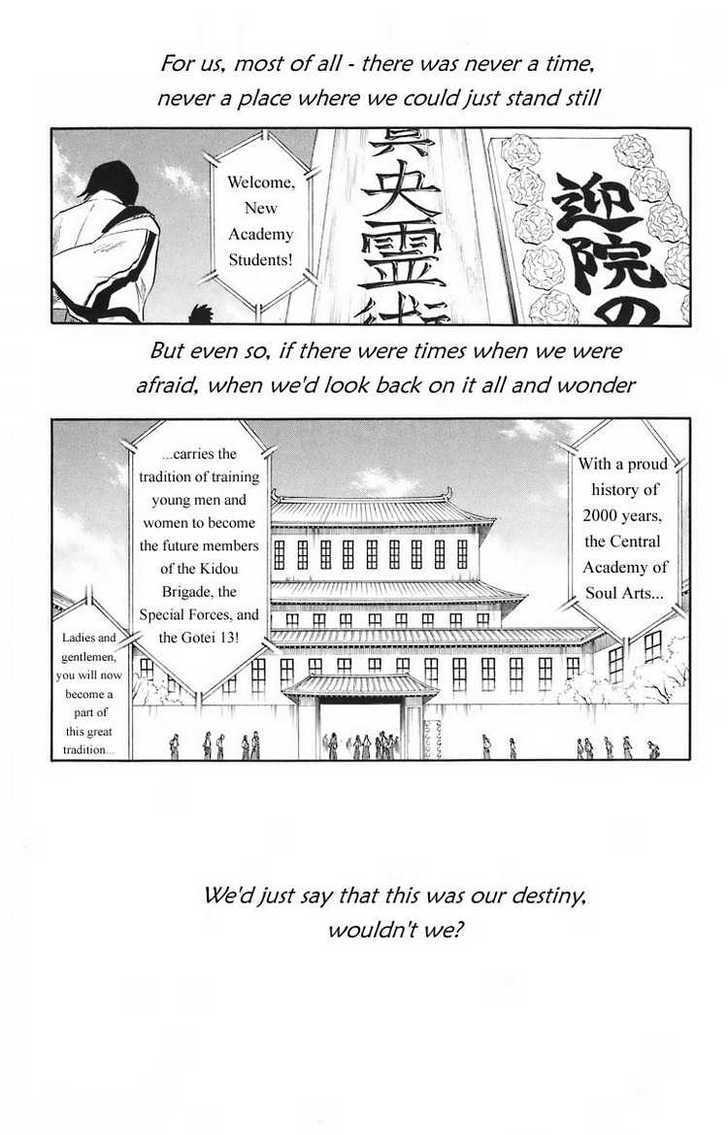 For us, most of all - there was never a time,
never a place where we could just stand still
迎院の
真央霊術
Welcome,
New
Academy
Students!
But even so, if there were times when we were
afraid, when we'd look back on it all and wonder
With a proud
history of
2000 years,
the Central
Academy of
Soul Arts...
...carries the
tradition of training
young men and
women to become
the future members
of the Kidou
Brigade, the
Special Forces, and
the Gotei 13!
Ladies and
gentlemen,
you will now
become a
part of
this great
tradition...
We'd just say that this was our destiny,
wouldn't we?